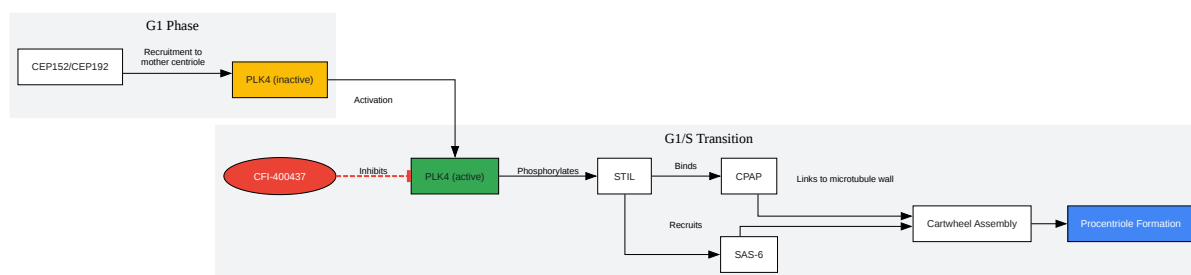 G1 Phase
CEP152/CEP192
Recruitment to
mother centriole
PLK4 (inactive)
Activation
G1/S Transition
CFI-400437
Inhibits
PLK4 (active)
Phosphorylates
STIL
Binds
CPAP
Links to microtubule wall
Recruits
SAS-6
Cartwheel Assembly
Procentriole Formation